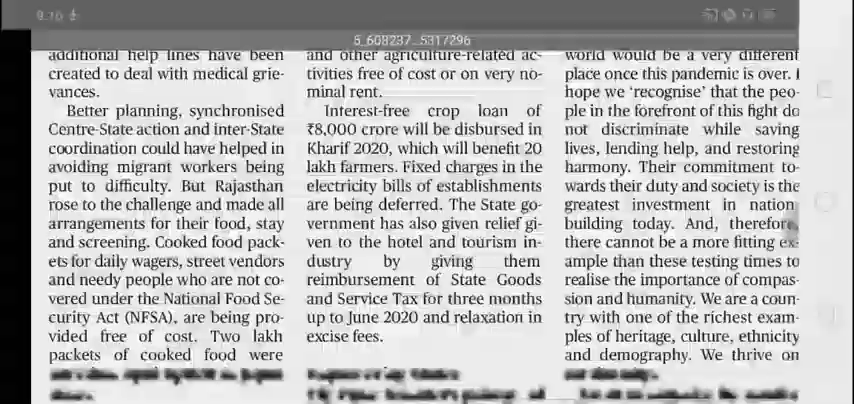 9:10
6_608237...5317296
additional help lines have been
created to deal with medical grie-
vances.
Better planning, synchronised
Centre-State action and inter-State
coordination could have helped in
avoiding migrant workers being
put to difficulty. But Rajasthan
rose to the challenge and made all
arrangements for their food, stay
and screening. Cooked food pack-
ets for daily wagers, street vendors
and needy people who are not co-
vered under the National Food Se-
curity Act (NFSA), are being pro-
vided free of cost. Two lakh
packets of cooked food were
and other agriculture-related ac-
tivities free of cost or on very no-
minal rent.
Interest-free crop loan of
₹8,000 crore will be disbursed in
Kharif 2020, which will benefit 20
lakh farmers. Fixed charges in the
electricity bills of establishments
are being deferred. The State go-
vernment has also given relief gi-
ven to the hotel and tourism in-
dustry by giving them
reimbursement of State Goods
and Service Tax for three months
up to June 2020 and relaxation in
excise fees.
world would be a very different
place once this pandemic is over. I
hope we ‘recognise’ that the peo-
ple in the forefront of this fight do
not discriminate while saving
lives, lending help, and restoring
harmony. Their commitment to-
wards their duty and society is the
greatest investment in nation
building today. And, therefore,
there cannot be a more fitting ex-
ample than these testing times to
realise the importance of compas-
sion and humanity. We are a coun-
try with one of the richest exam-
ples of heritage, culture, ethnicity
and demography. We thrive on